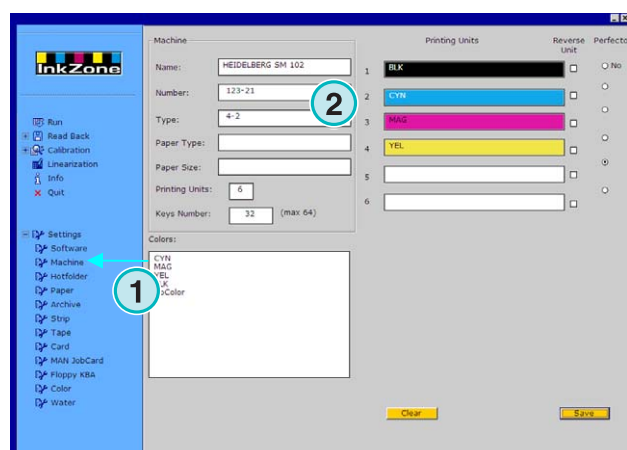 InkZone
Run
Read Back
Calibration
Linearization
Info
Quit
Settings
Software
Machine
Hotfolder
Paper
Archive
Strip
Tape
Card
MAN JobCard
Floppy KBA
Color
Water
Machine
Name: HEIDELBERG SM 102
Number: 123-21
Type: 4-2
Paper Type:
Paper Size:
Printing Units: 6
Keys Number: 32 (max 64)
Colors:
CYN
MAG
YEL
Color
1
2
Printing Units
Reverse
Unit
Perfecto
1 BLK
No
2 CYN
3 MAG
4 YEL
5
6
Clear
Save